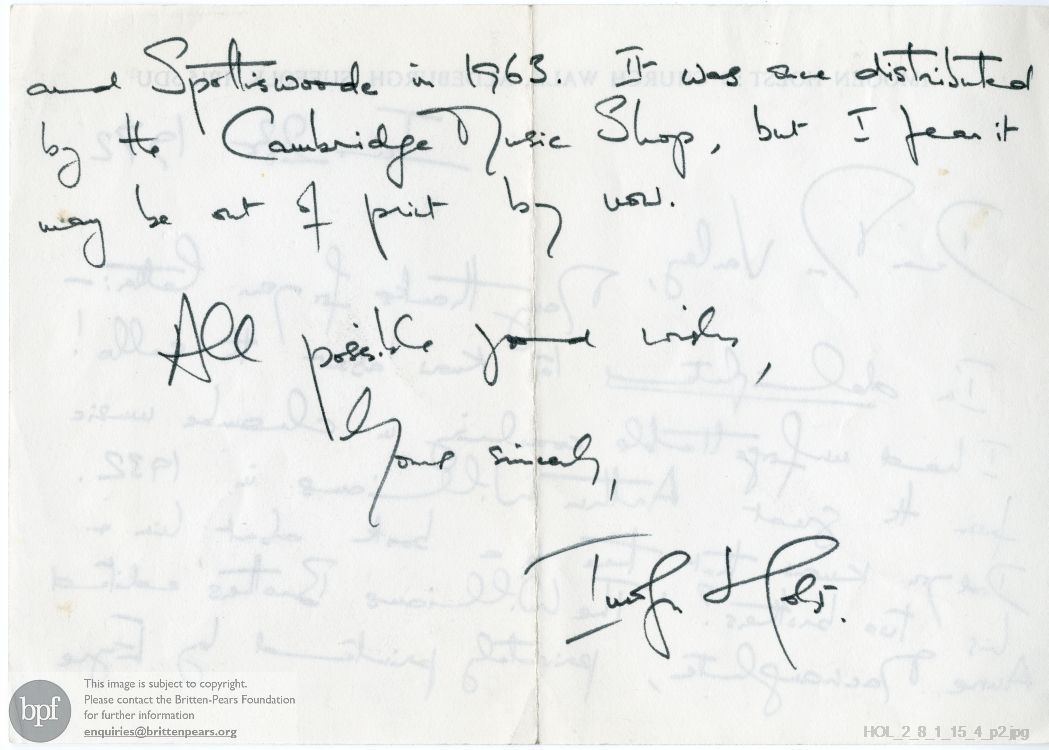 and Spottiswoode in 1963. It was once distributed
by the Cambridge Music Shop, but I fear it
may be out of print by now.
All possible good wishes,
Yours sincerely,
Imogen Holst.
bpf
This image is subject to copyright.
Please contact the Britten-Pears Foundation
for further information
enquiries@brittenpears.org
HOL_2_8_1_15_4_p2.jpg